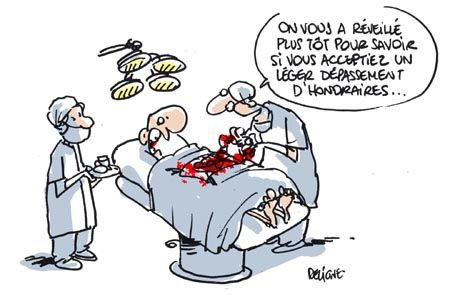 ON VOUS A RÉVEILLÉ
PLUS TÔT POUR SAVOIR
SI VOUS ACCEPTIEZ UN
LÉGER DÉPASSEMENT
D'HONORAIRES...
DELIGNE